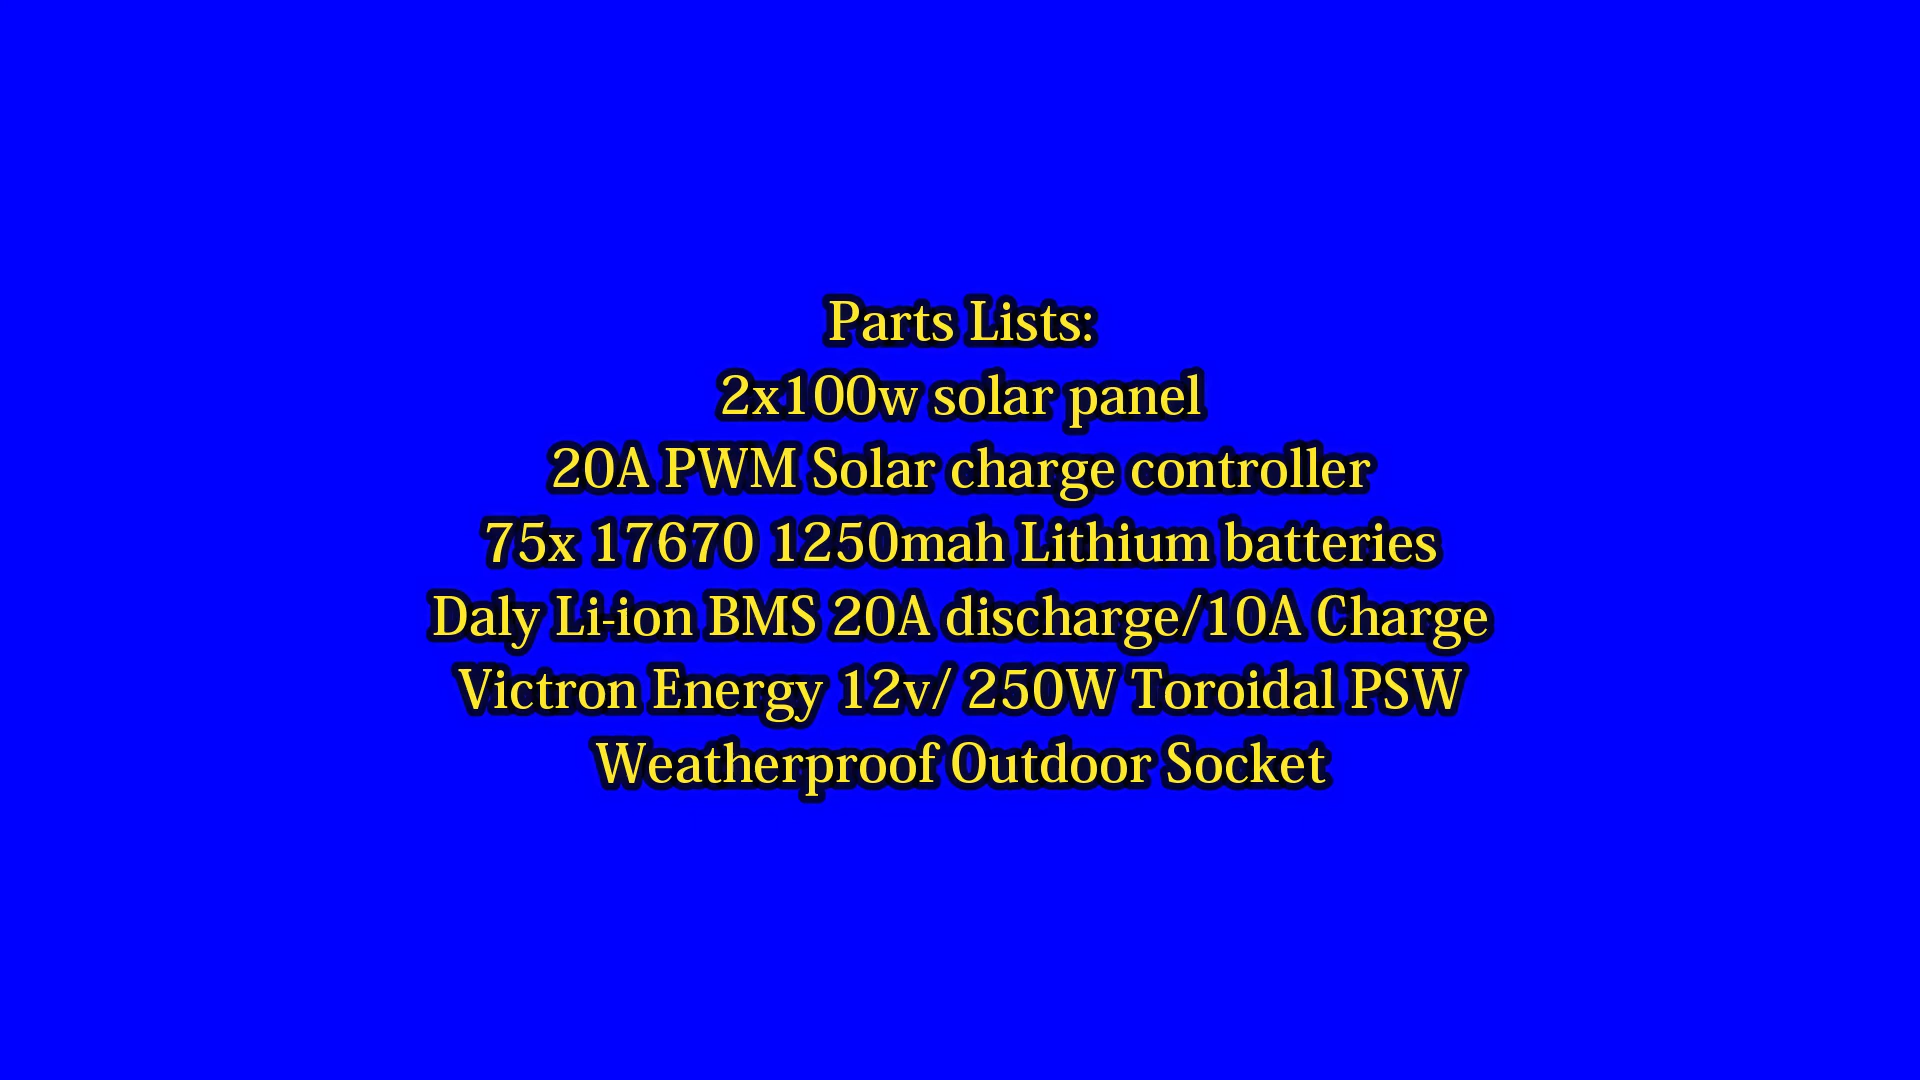 Parts Lists:
2x100w solar panel
20A PWM Solar charge controller
75x 17670 1250mah Lithium batteries
Daly Li-ion BMS 20A discharge/10A Charge
Victron Energy 12v/ 250W Toroidal PSW
Weatherproof Outdoor Socket